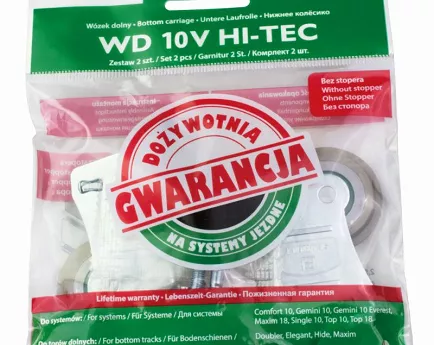 Wózek dolny • Bottom carriage • Untere Laufrolle • Нижнее колёсико
WD 10V HI-TEC
Zestaw 2 szt. / Set 2 pcs / Garnitur 2 St. / Комплект 2 шт.
Bez stopera
Without stopper
Ohne Stopper
Без стопора
DOŻYWOTNIA
GWARANCJA
NA SYSTEMY JEZDNE
Lifetime warranty • Lebenszeit-Garantie • Пожизненная гарантия
Do systemów: / For systems / Für Systeme / Для системы
Comfort 10, Gemini 10, Gemini 10 Everest,
Maxim 18, Single 10, Top 10, Top 18
Do torów dolnych: / For bottom tracks / Für Bodenschienen /
Doubler, Elegant, Hide, Maxim